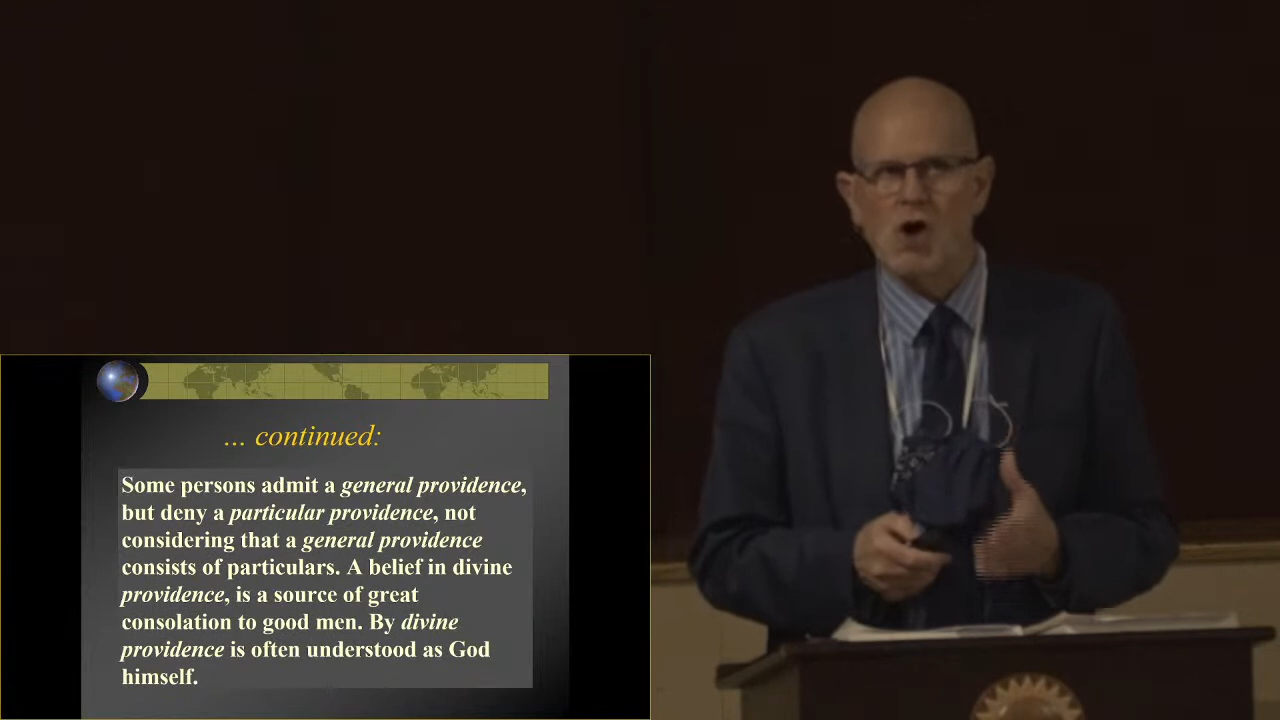 ... continued:
Some persons admit a general providence,
but deny a particular providence, not
considering that a general providence
consists of particulars. A belief in divine
providence, is a source of great
consolation to good men. By divine
providence is often understood as God
himself.